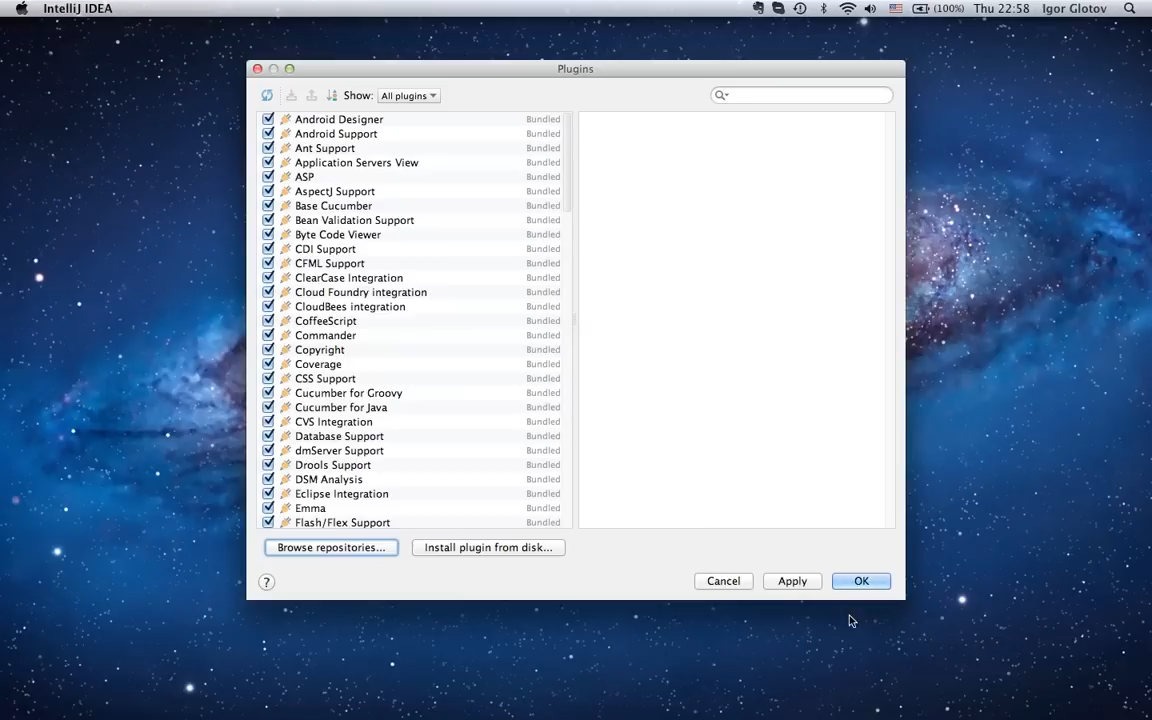 IntelliJ IDEA (100%) Thu 22:58 Igor Glotov
Plugins
Show: All plugins
Android Designer Bundled
Android Support Bundled
Ant Support Bundled
Application Servers View Bundled
ASP Bundled
AspectJ Support Bundled
Base Cucumber Bundled
Bean Validation Support Bundled
Byte Code Viewer Bundled
CDI Support Bundled
CFML Support Bundled
ClearCase Integration Bundled
Cloud Foundry integration Bundled
CloudBees integration Bundled
CoffeeScript Bundled
Commander Bundled
Copyright Bundled
Coverage Bundled
CSS Support Bundled
Cucumber for Groovy Bundled
Cucumber for Java Bundled
CVS Integration Bundled
Database Support Bundled
dmServer Support Bundled
Drools Support Bundled
DSM Analysis Bundled
Eclipse Integration Bundled
Emma Bundled
Flash/Flex Support Bundled
Browse repositories... Install plugin from disk...
? Cancel Apply OK